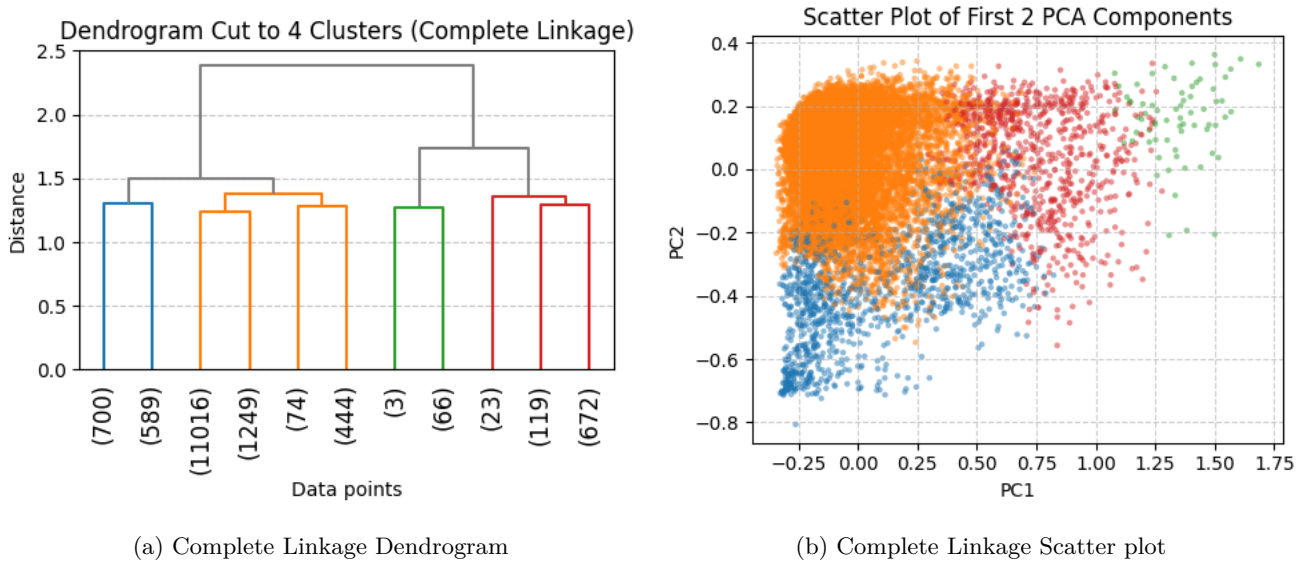 Dendrogram Cut to 4 Clusters (Complete Linkage)
2.5
2.0
1.5
1.0
0.5
0.0
Distance
(700)
(589)
(11016)
(1249)
(74)
(444)
(3)
(66)
(23)
(119)
(672)
Data points
(a) Complete Linkage Dendrogram
Scatter Plot of First 2 PCA Components
0.4
0.2
0.0
−0.2
−0.4
−0.6
−0.8
PC2
−0.25 0.00 0.25 0.50 0.75 1.00 1.25 1.50 1.75
PC1
(b) Complete Linkage Scatter plot